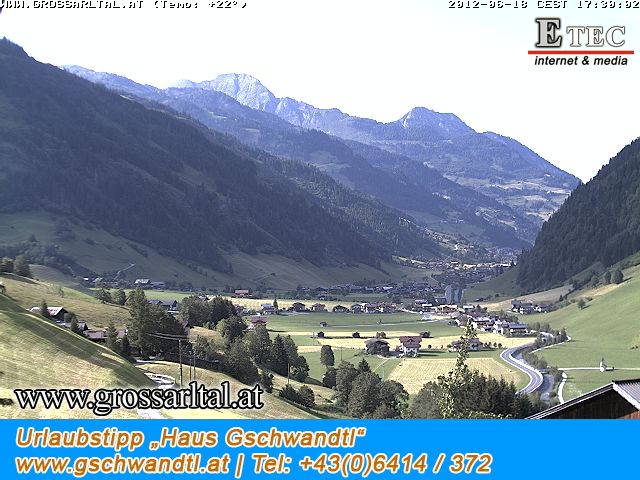 WWW.GROSSARLTAL.AT (Temp: +22°) 2012-06-18 CEST 17:30:02
ETEC
internet & media
www.grossarltal.at
Urlaubstipp „Haus Gschwandtl“
www.gschwandtl.at | Tel: +43(0)6414 / 372